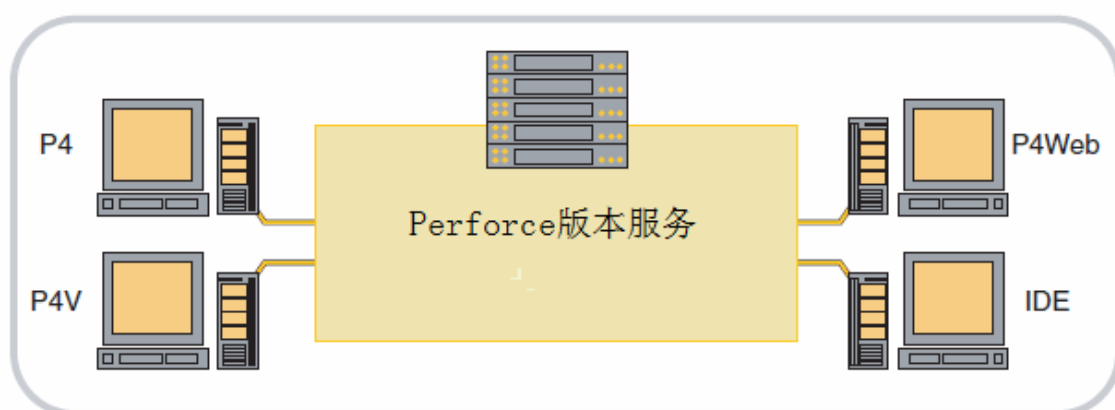 P4
P4Web
Perforce版本服务
P4V
IDE